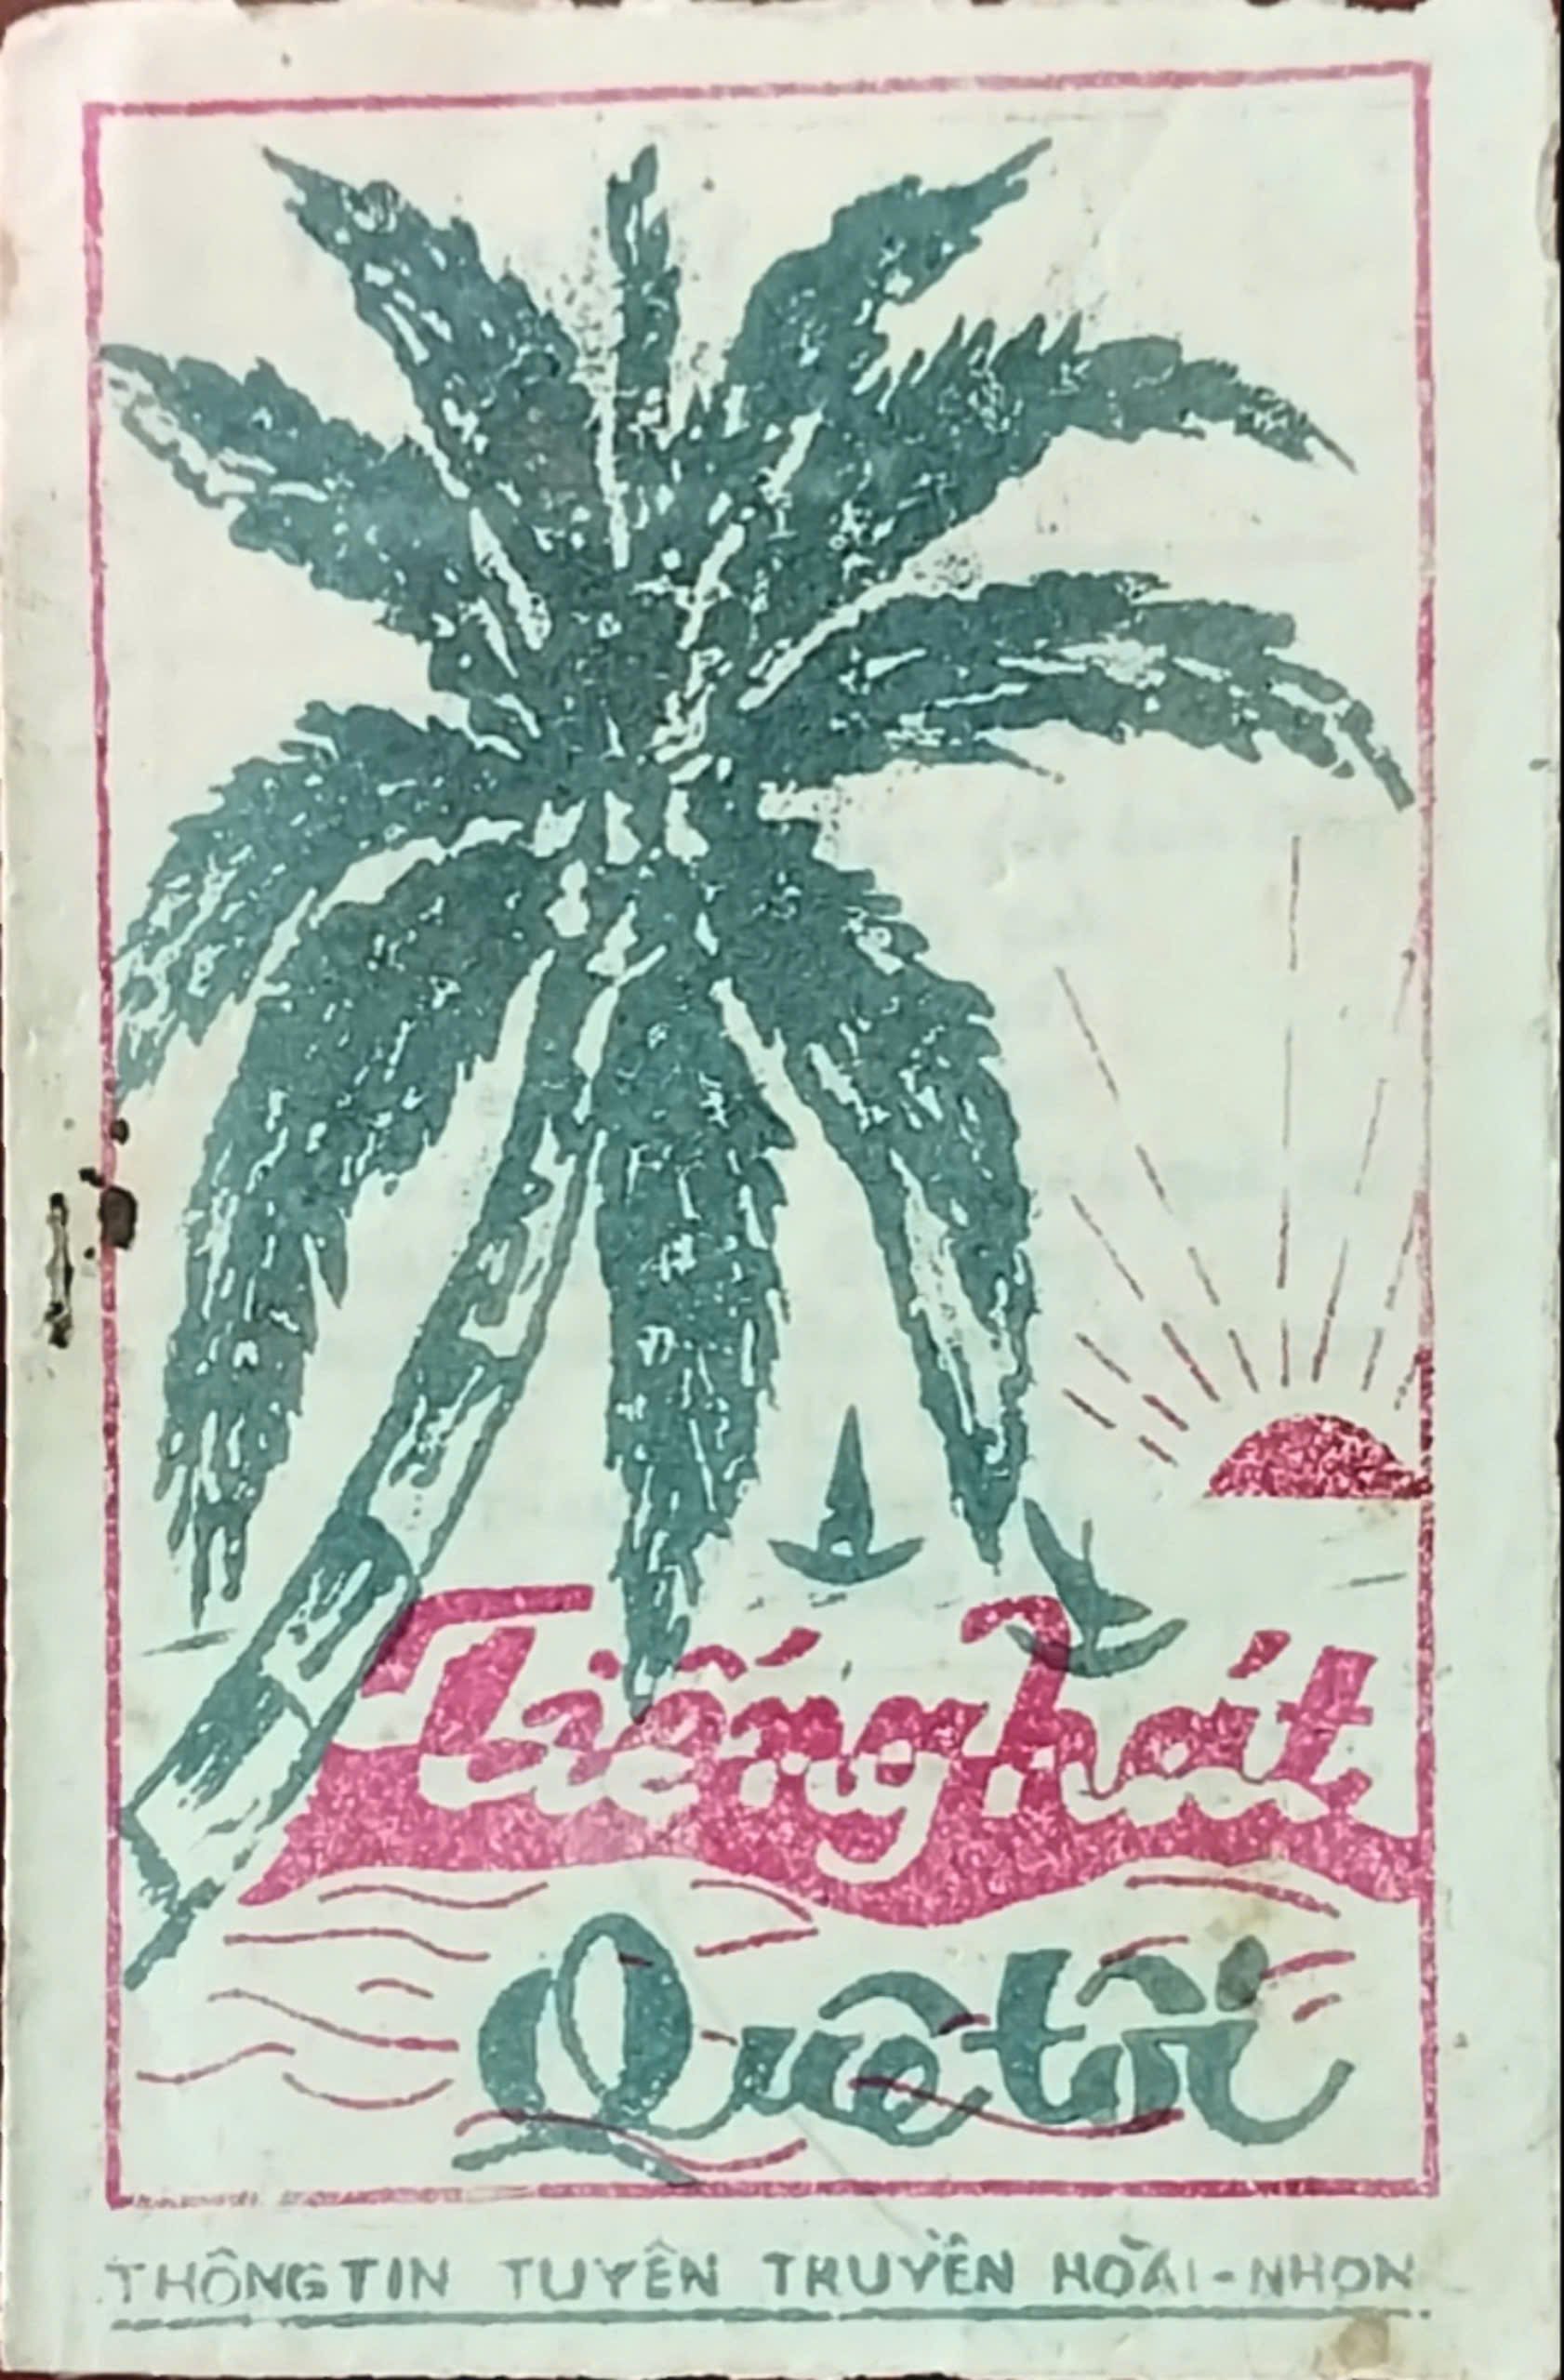 Tiếng hát
Quê tôi
THÔNG TIN TUYÊN TRUYỀN HOÀI-NHƠN